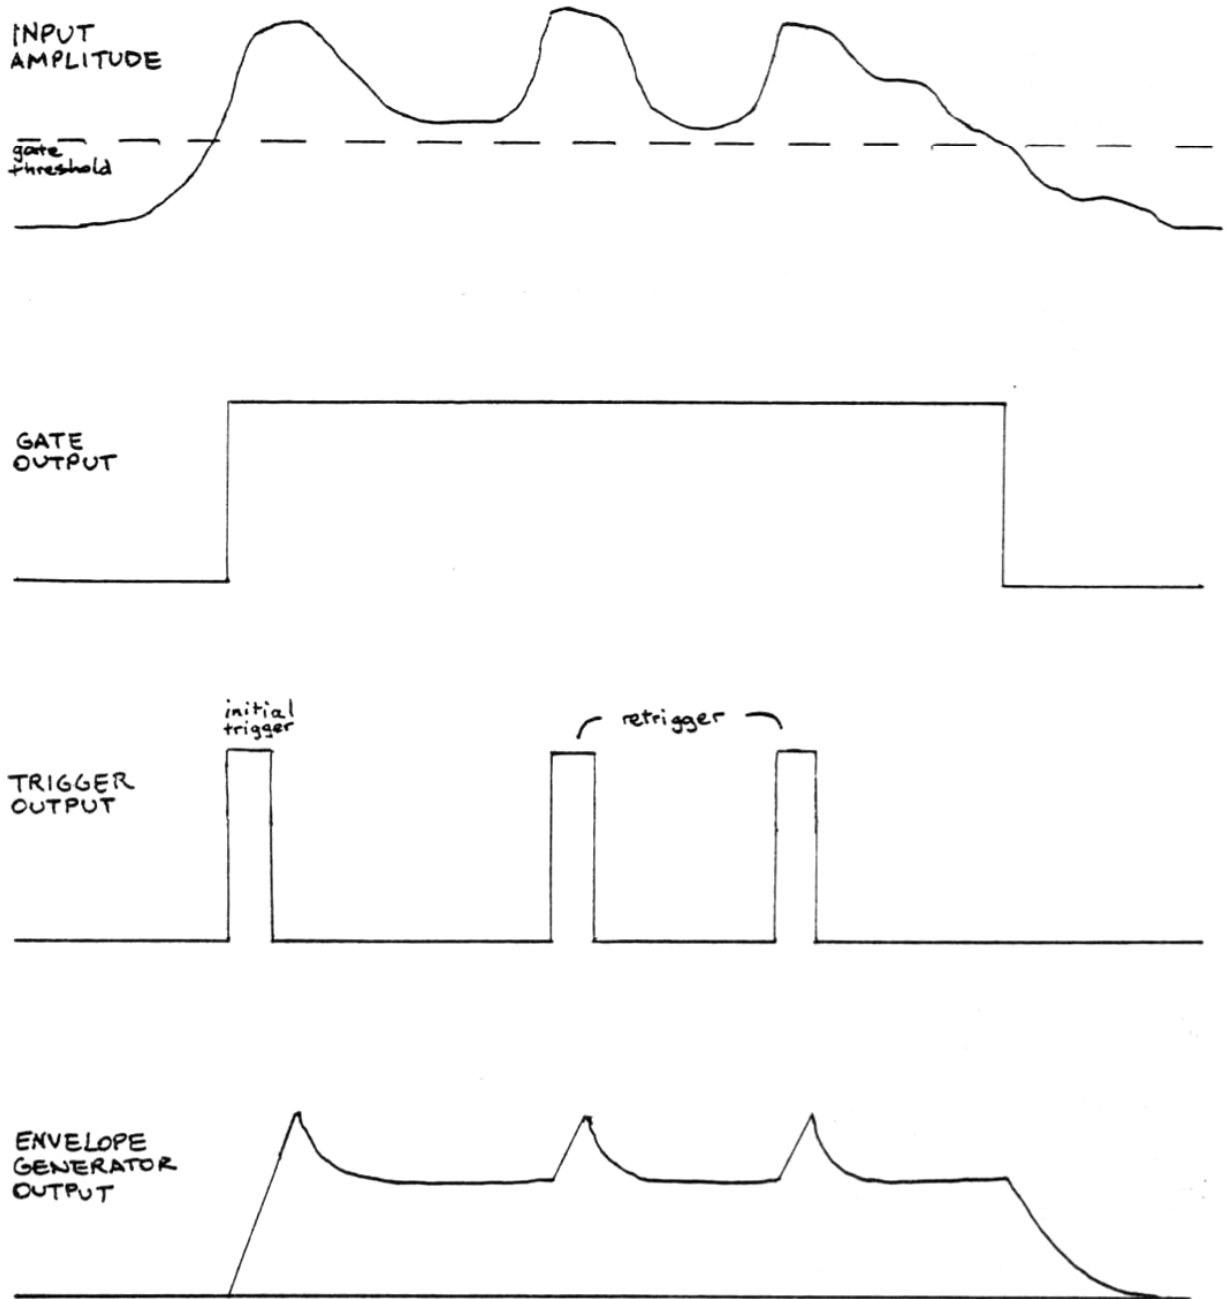 INPUT
AMPLITUDE
gate
threshold
GATE
OUTPUT
initial
trigger
retrigger
TRIGGER
OUTPUT
ENVELOPE
GENERATOR
OUTPUT